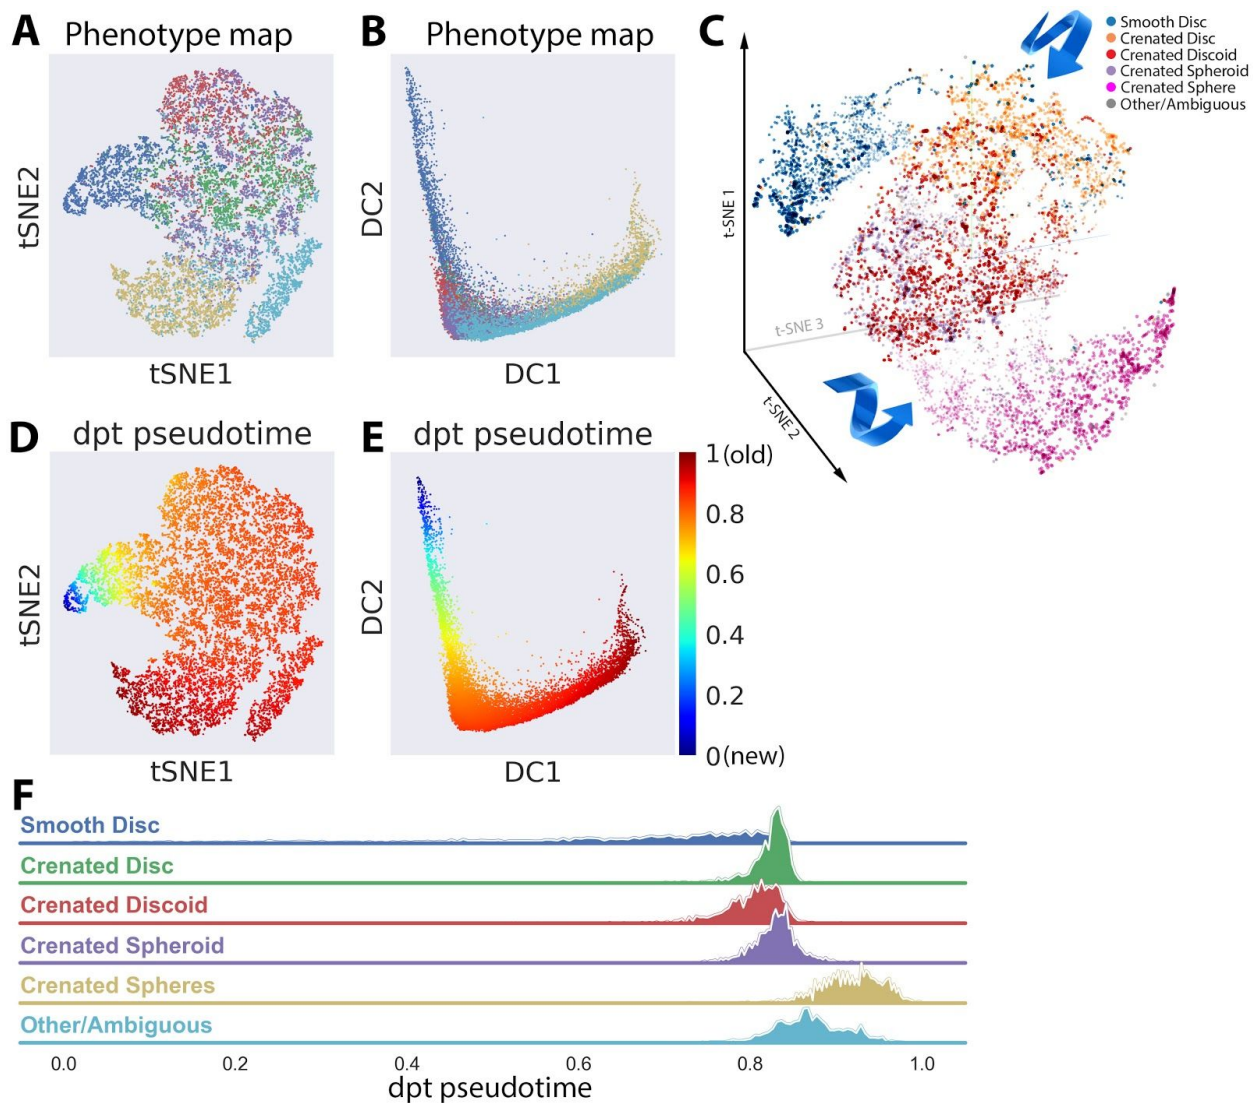 A Phenotype map
tSNE2
tSNE1
B Phenotype map
DC2
DC1
C
Smooth Disc
Crenated Disc
Crenated Discoid
Crenated Spheroid
Crenated Sphere
Other/Ambiguous
t-SNE 1
t-SNE 3
t-SNE 2
D dpt pseudotime
tSNE2
tSNE1
E dpt pseudotime
DC2
DC1
1 (old)
0.8
0.6
0.4
0.2
0 (new)
F
Smooth Disc
Crenated Disc
Crenated Discoid
Crenated Spheroid
Crenated Spheres
Other/Ambiguous
0.0 0.2 0.4 0.6 0.8 1.0
dpt pseudotime